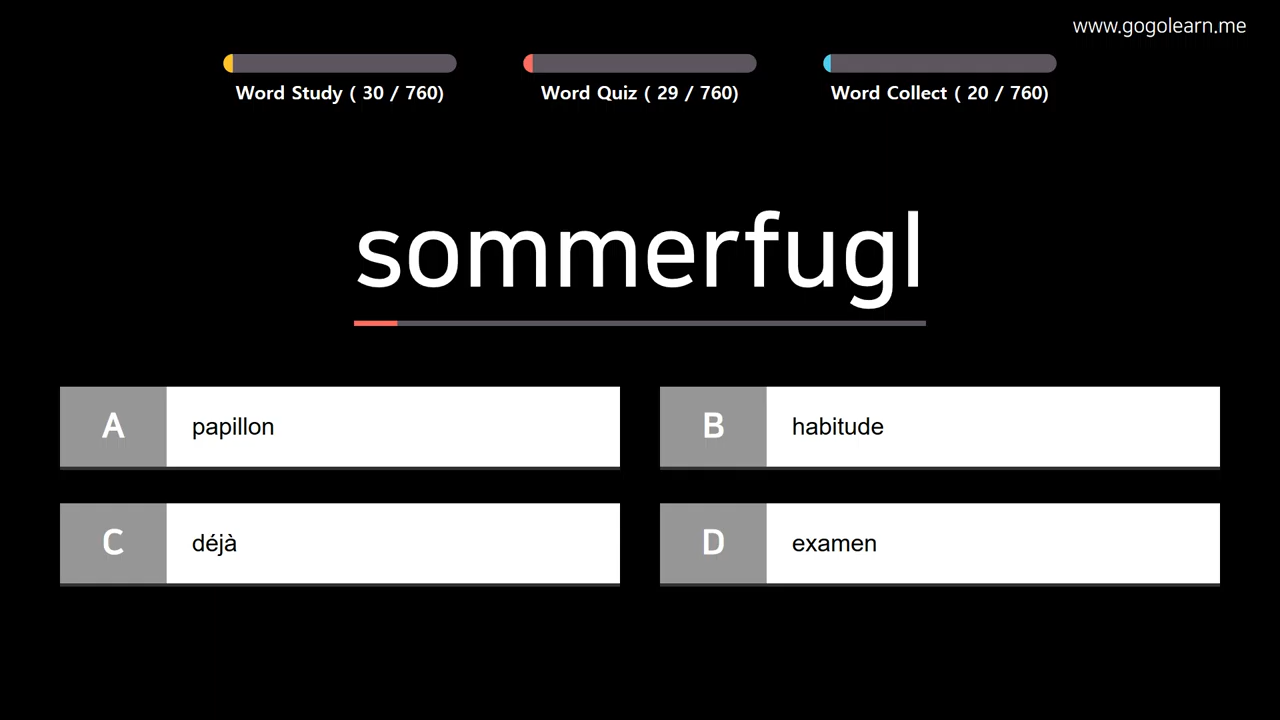 www.gogolearn.me
Word Study ( 30 / 760)
Word Quiz ( 29 / 760)
Word Collect ( 20 / 760)
sommerfugl
A papillon
B habitude
C déjà
D examen